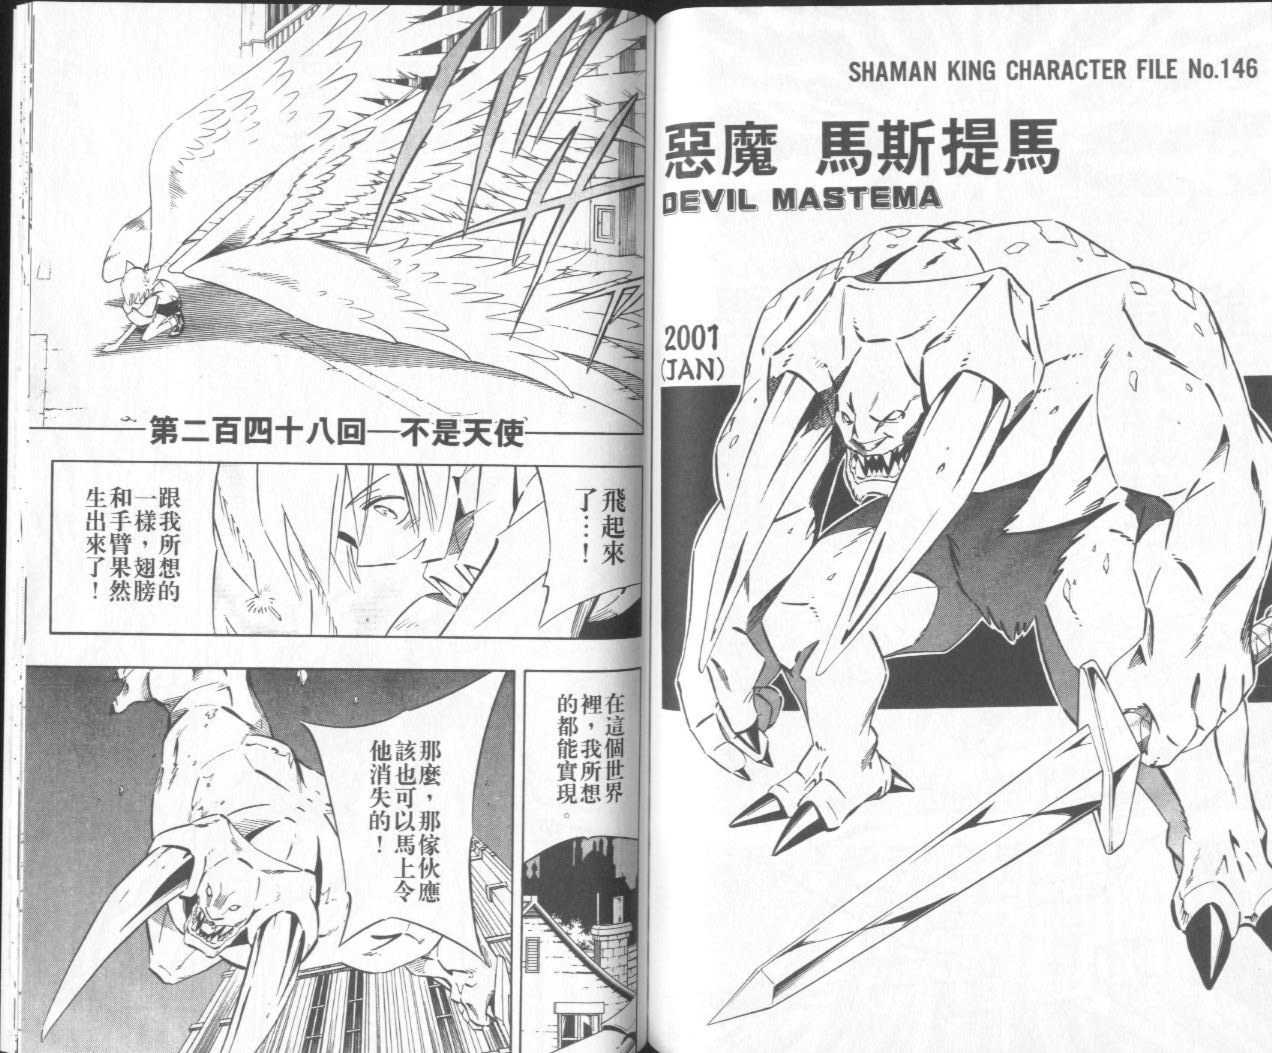 SHAMAN KING CHARACTER FILE No.146
惡魔 馬斯提馬
DEVIL MASTEMA
2001
(JAN)
第二百四十八回—不是天使
飛起來
了…！
跟我所想的
一樣，翅膀
和手臂果然
生出來了！
在這個世界
裡，我所想
的都能實現。
那麼，那傢伙應
該也可以馬上令
他消失的！